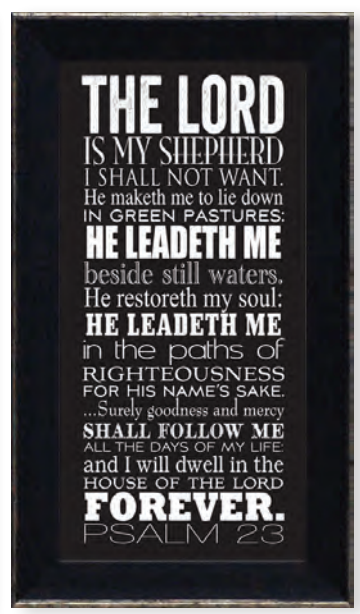 THE LORD
IS MY SHEPHERD
I SHALL NOT WANT.
He maketh me to lie down
IN GREEN PASTURES:
HE LEADETH ME
beside still waters.
He restoreth my soul:
HE LEADETH ME
in the paths of
RIGHTEOUSNESS
FOR HIS NAME'S SAKE.
...Surely goodness and mercy
SHALL FOLLOW ME
ALL THE DAYS OF MY LIFE:
and I will dwell in the
HOUSE OF THE LORD
FOREVER.
PSALM 23